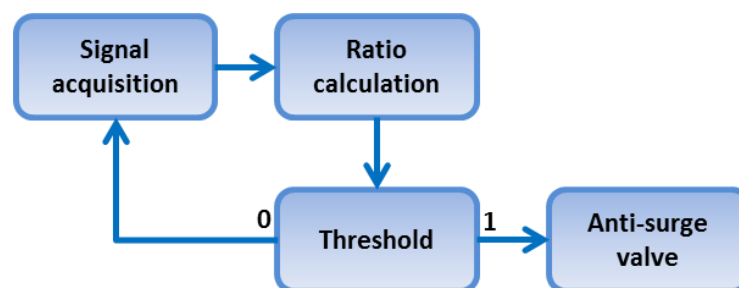 Signal
acquisition
Ratio
calculation
0
Threshold
1
Anti-surge
valve